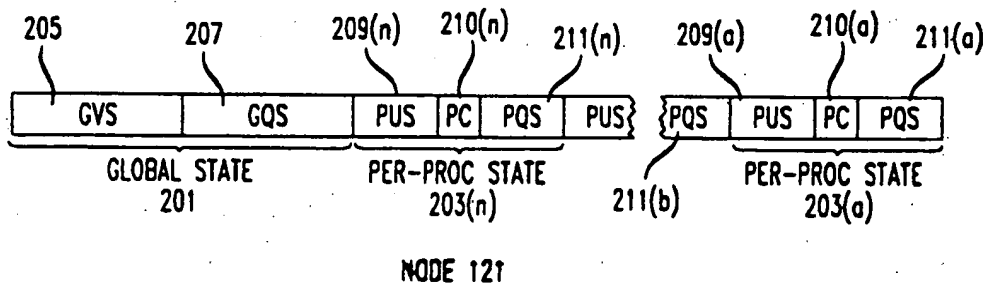 205 207 209(n) 210(n) 211(n) 209(a) 210(a) 211(a)
GVS GQS PUS PC PQS PUS PQS PUS PC PQS
GLOBAL STATE PER-PROC STATE PER-PROC STATE
201 203(n) 211(b) 203(a)
NODE 121